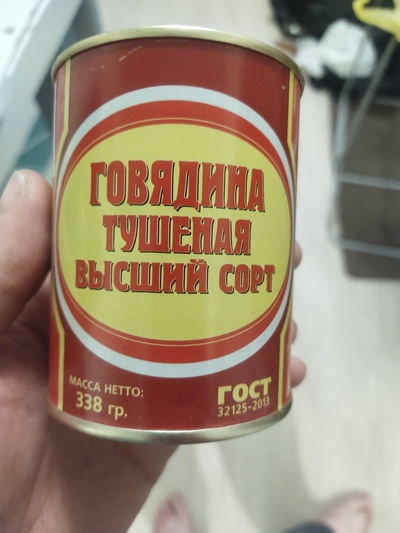 ГОВЯДИНА
ТУШЕНАЯ
ВЫСШИЙ СОРТ
МАССА НЕТТО:
338 гр.
ГОСТ
32125-2013